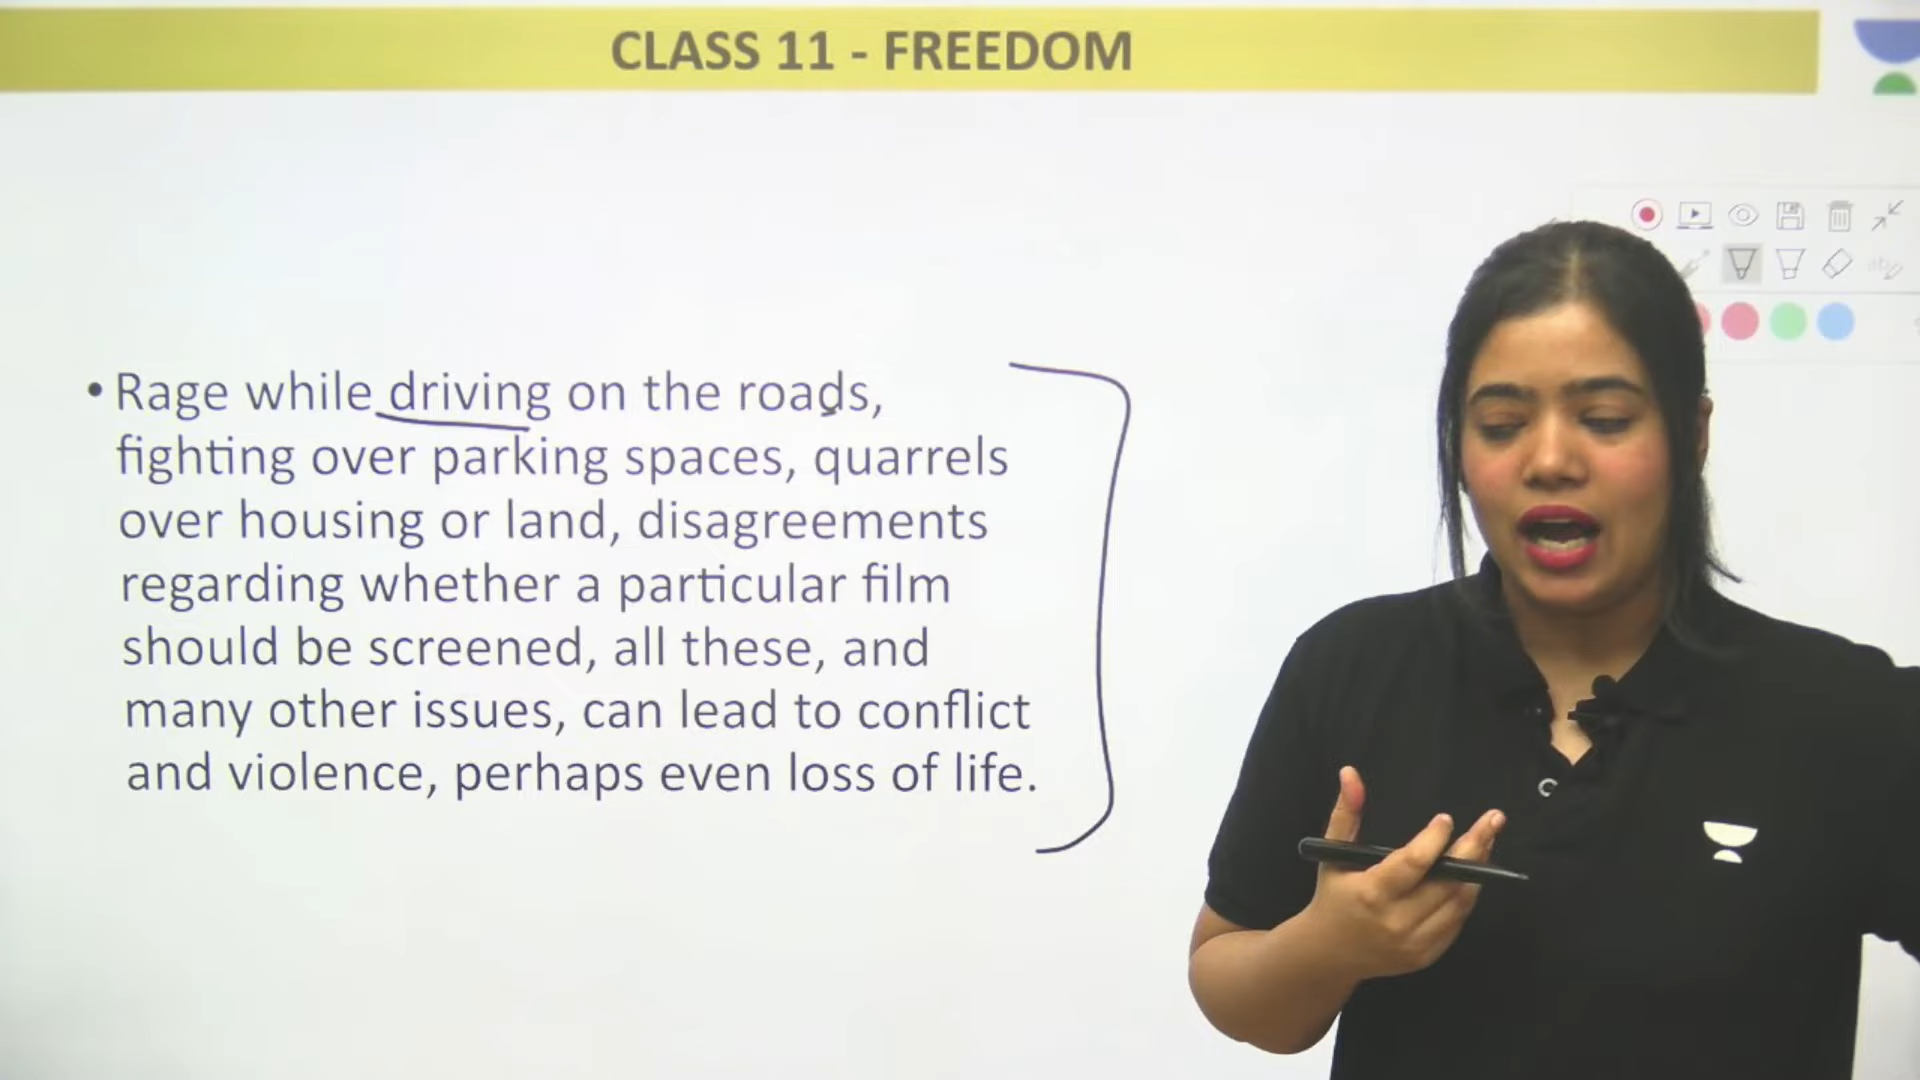 CLASS 11 - FREEDOM
• Rage while driving on the roads,
fighting over parking spaces, quarrels
over housing or land, disagreements
regarding whether a particular film
should be screened, all these, and
many other issues, can lead to conflict
and violence, perhaps even loss of life.